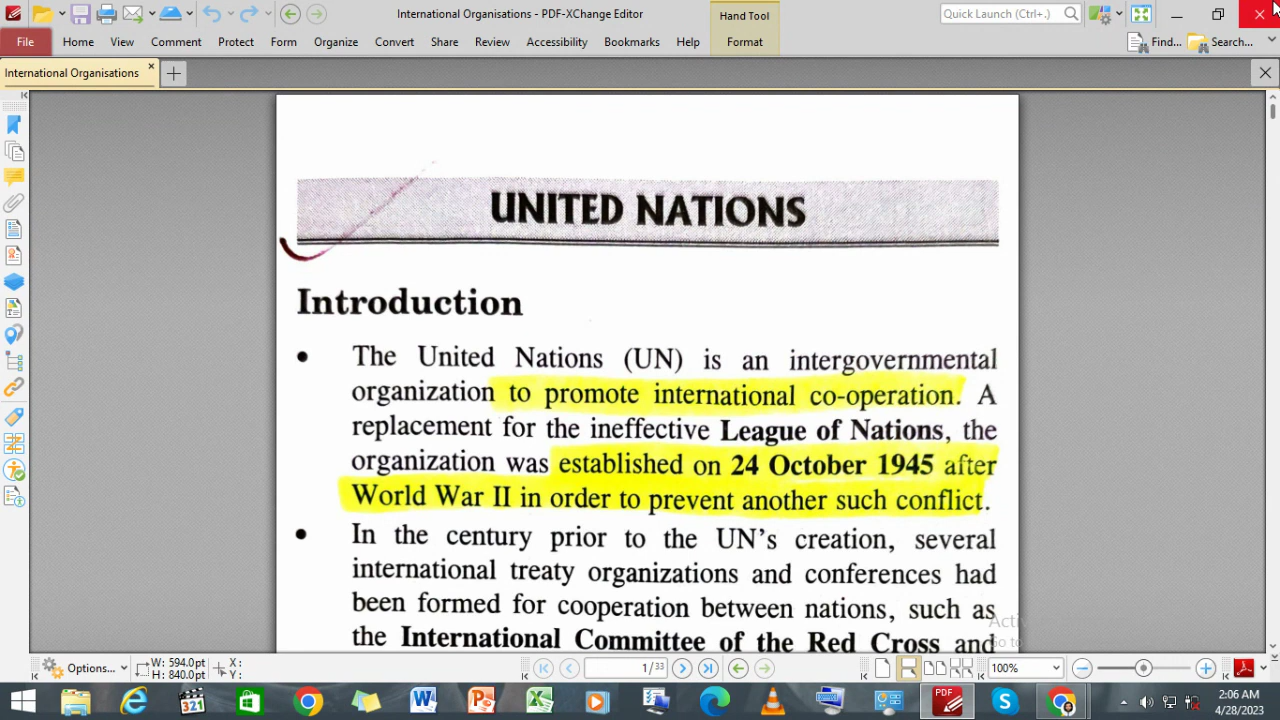 International Organisations - PDF-XChange Editor
Hand Tool
Quick Launch (Ctrl+.)
File Home View Comment Protect Form Organize Convert Share Review Accessibility Bookmarks Help Format Find... Search...
International Organisations
UNITED NATIONS
Introduction
• The United Nations (UN) is an intergovernmental
organization to promote international co-operation. A
replacement for the ineffective League of Nations, the
organization was established on 24 October 1945 after
World War II in order to prevent another such conflict.
• In the century prior to the UN's creation, several
international treaty organizations and conferences had
been formed for cooperation between nations, such as
the International Committee of the Red Cross and
Go to
Options...
W: 594.0pt
H: 840.0pt
X:
Y:
1/33
100%
321
PDF
2:06 AM
4/28/2023